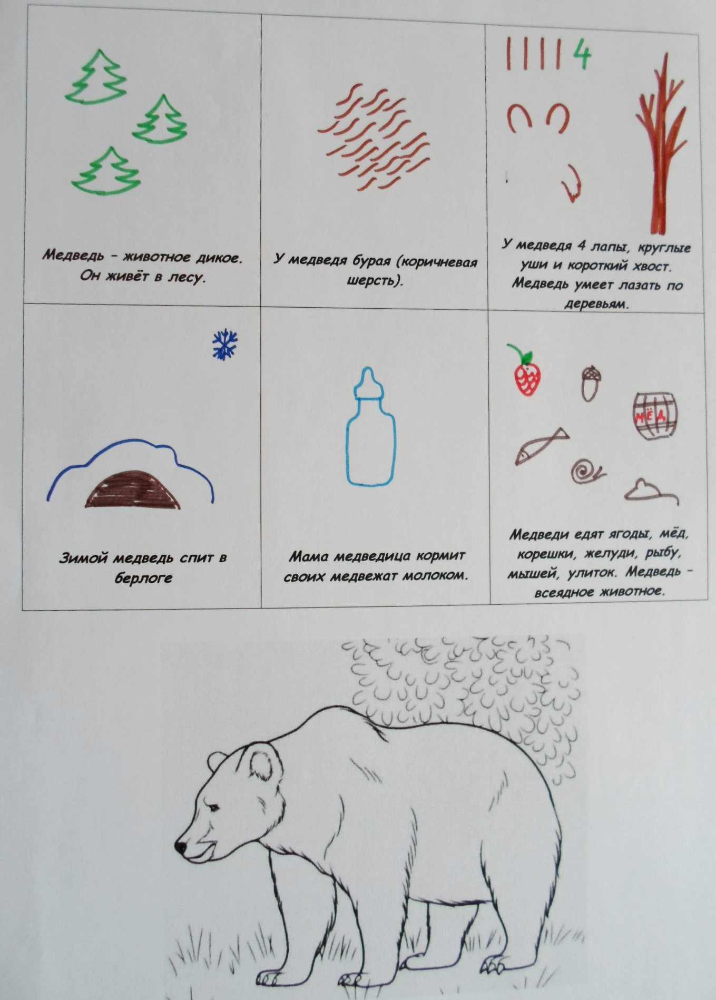 4
Медведь – животное дикое.
Он живёт в лесу.
У медведя бурая (коричневая
шерсть).
У медведя 4 лапы, круглые
уши и короткий хвост.
Медведь умеет лазать по
деревьям.
Зимой медведь спит в
берлоге
Мама медведица кормит
своих медвежат молоком.
МЁД
Медведи едят ягоды, мёд,
корешки, желуди, рыбу,
мышей, улиток. Медведь –
всеядное животное.